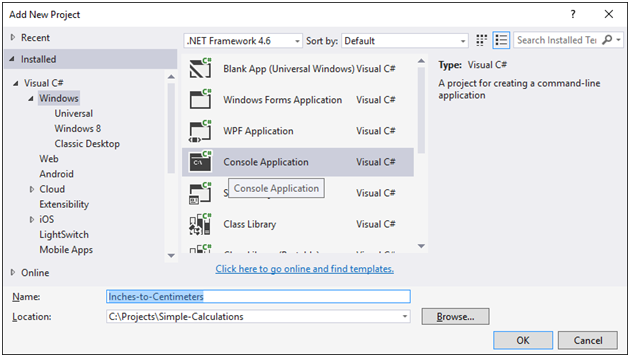 Add New Project
? ×
Recent
Installed
Visual C#
Windows
Universal
Windows 8
Classic Desktop
Web
Android
Cloud
Extensibility
iOS
LightSwitch
Mobile Apps
Online
.NET Framework 4.6 Sort by: Default
Search Installed Te
Blank App (Universal Windows) Visual C#
Windows Forms Application Visual C#
WPF Application Visual C#
Console Application Visual C#
Console Application
Visual C#
Class Library Visual C#
Click here to go online and find templates.
Type: Visual C#
A project for creating a command-line
application
Name: Inches-to-Centimeters
Location: C:\Projects\Simple-Calculations Browse...
OK Cancel